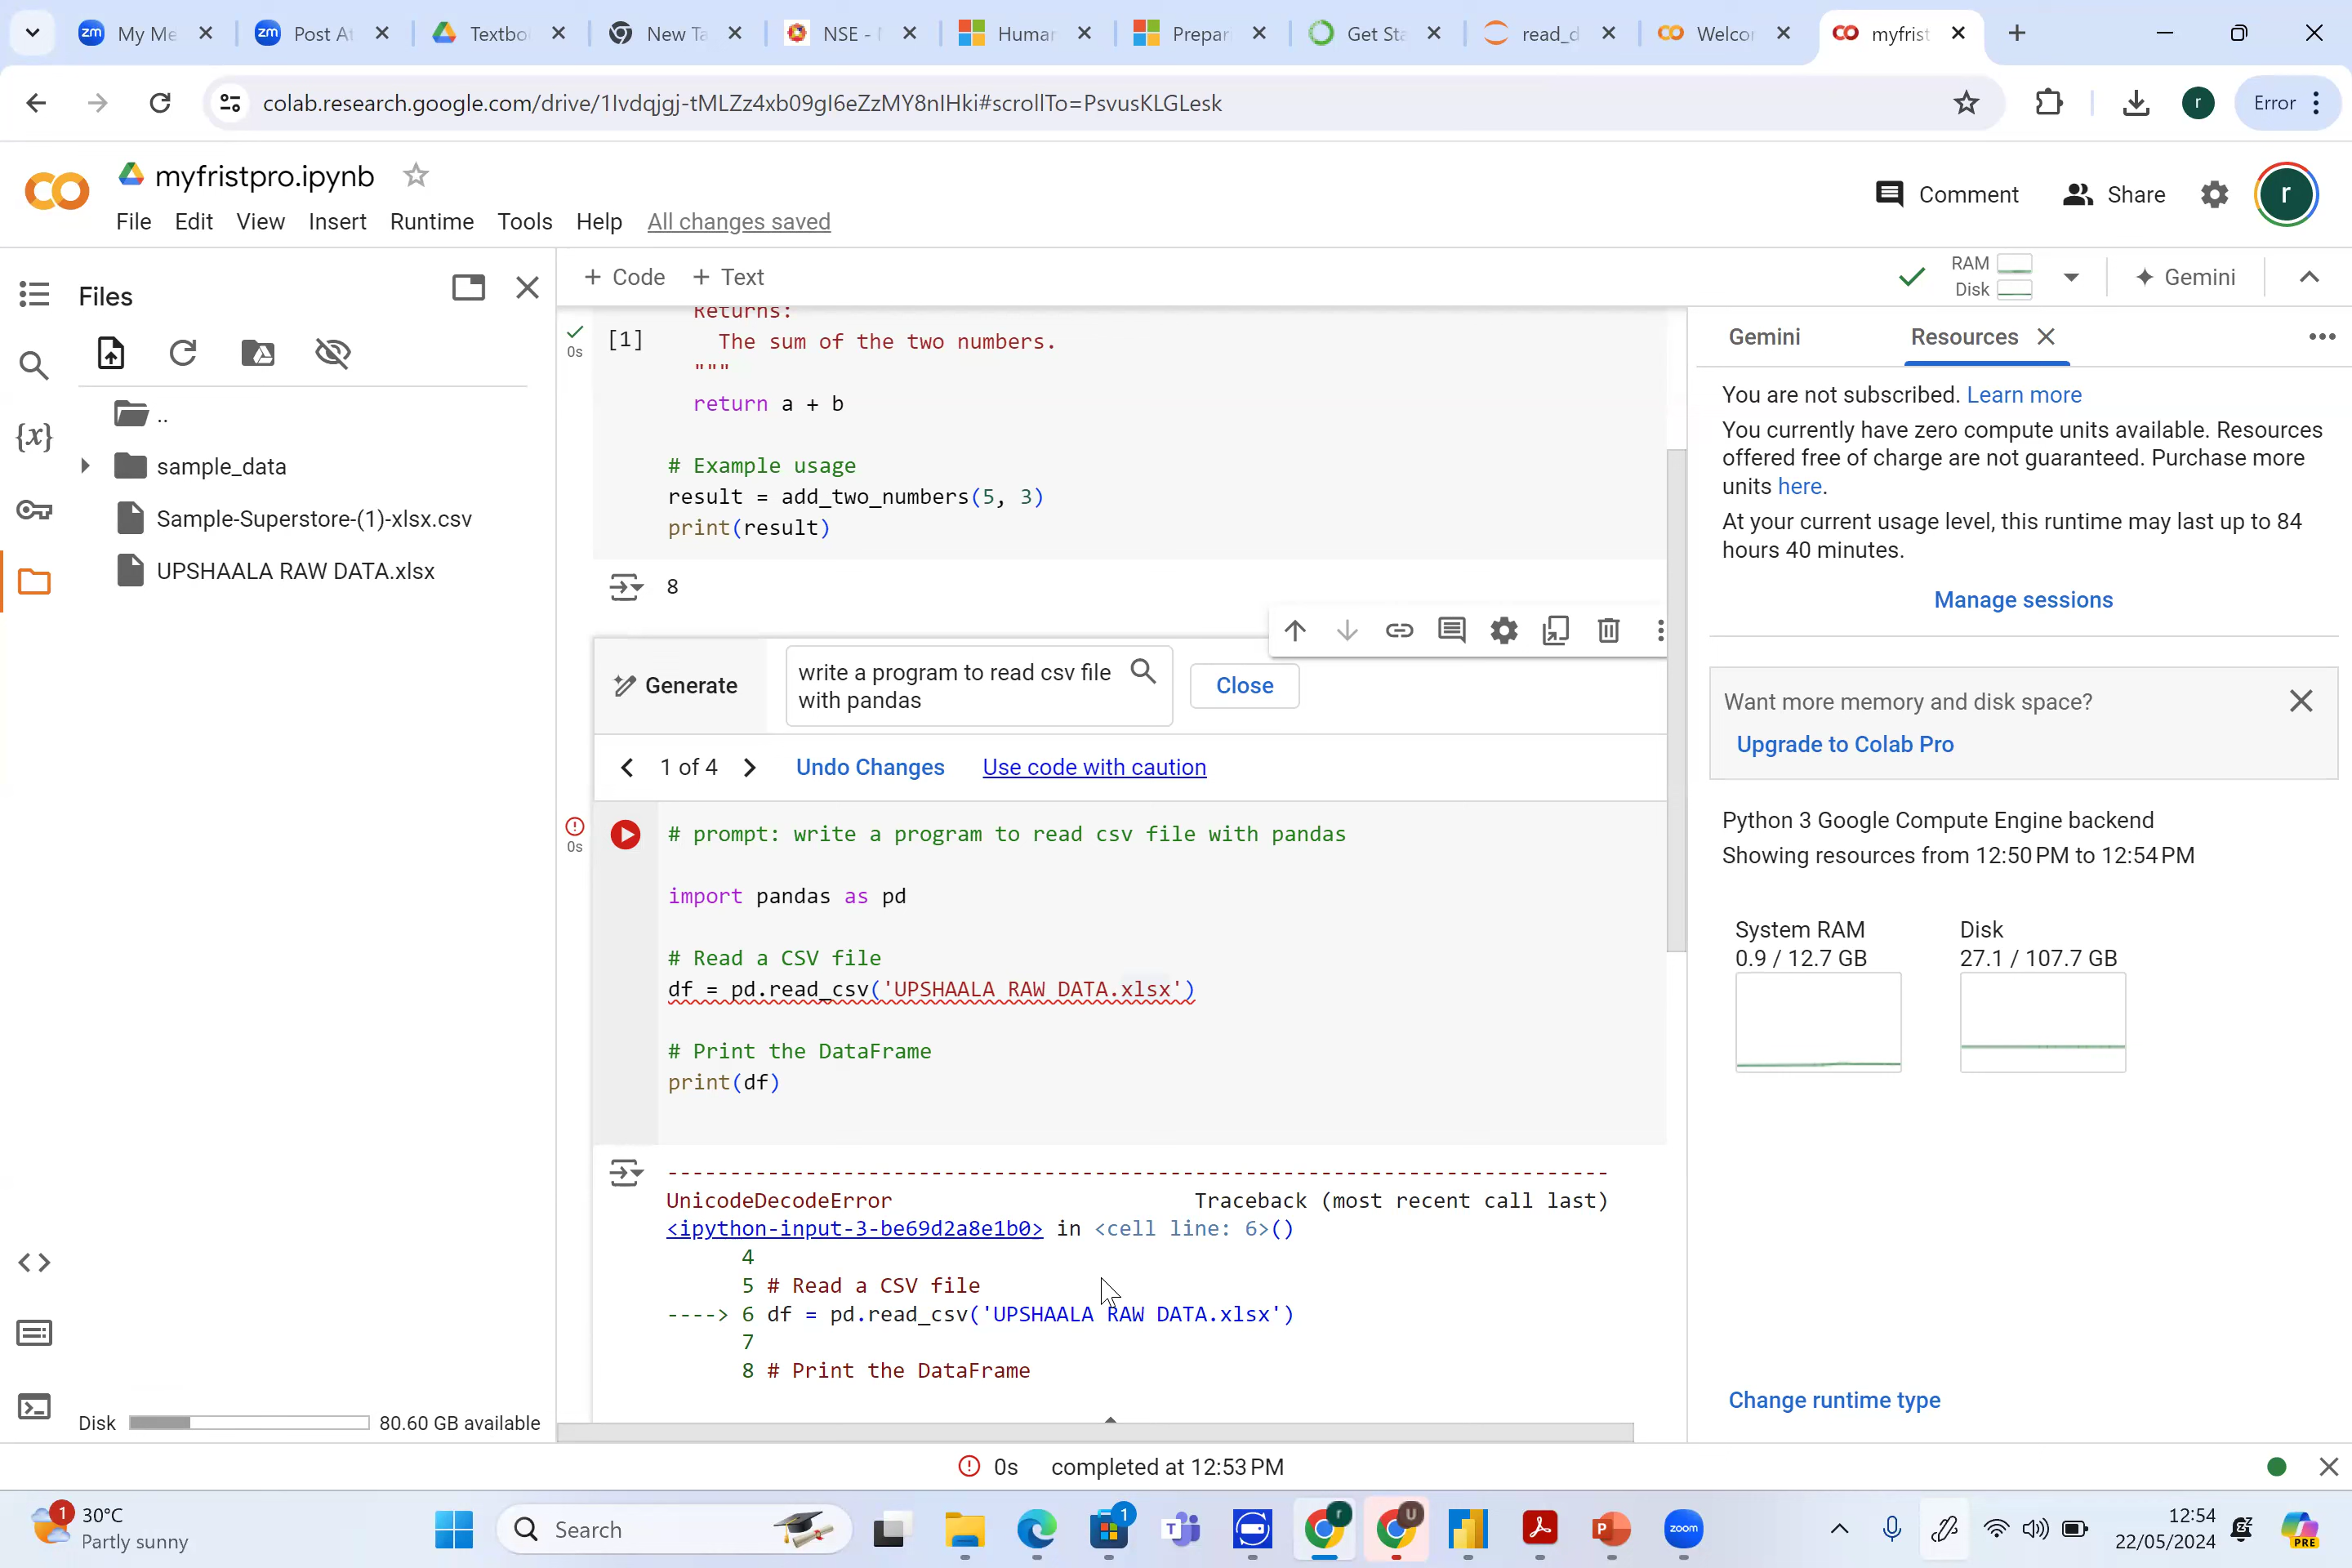 My Me
Post At
Textbo
New Ta
NSE - N
Human
Prepar
Get Sta
read_d
Welcom
myfrist
colab.research.google.com/drive/1Ivdqjgj-tMLZz4xb09gI6eZzMY8nIHki#scrollTo=PsvusKLGLesk
r
Error
myfristpro.ipynb
File Edit View Insert Runtime Tools Help All changes saved
Comment
Share
r
Files
+ Code + Text
RAM
Disk
Gemini
..
sample_data
Sample-Superstore-(1)-xlsx.csv
UPSHAALA RAW DATA.xlsx
Disk 80.60 GB available
0s
[1]
Returns:
The sum of the two numbers.
"""
return a + b
# Example usage
result = add_two_numbers(5, 3)
print(result)
8
Generate
write a program to read csv file
with pandas
Close
1 of 4 Undo Changes Use code with caution
0s
# prompt: write a program to read csv file with pandas
import pandas as pd
# Read a CSV file
df = pd.read_csv('UPSHAALA RAW DATA.xlsx')
# Print the DataFrame
print(df)
---------------------------------------------------------------------------
UnicodeDecodeError Traceback (most recent call last)
<ipython-input-3-be69d2a8e1b0> in <cell line: 6>()
4
5 # Read a CSV file
----> 6 df = pd.read_csv('UPSHAALA RAW DATA.xlsx')
7
8 # Print the DataFrame
Gemini Resources
You are not subscribed. Learn more
You currently have zero compute units available. Resources
offered free of charge are not guaranteed. Purchase more
units here.
At your current usage level, this runtime may last up to 84
hours 40 minutes.
Manage sessions
Want more memory and disk space?
Upgrade to Colab Pro
Python 3 Google Compute Engine backend
Showing resources from 12:50 PM to 12:54 PM
System RAM
0.9 / 12.7 GB
Disk
27.1 / 107.7 GB
Change runtime type
0s completed at 12:53 PM
1
30°C
Partly sunny
Search
1
r
U
zoom
12:54
22/05/2024
PRE